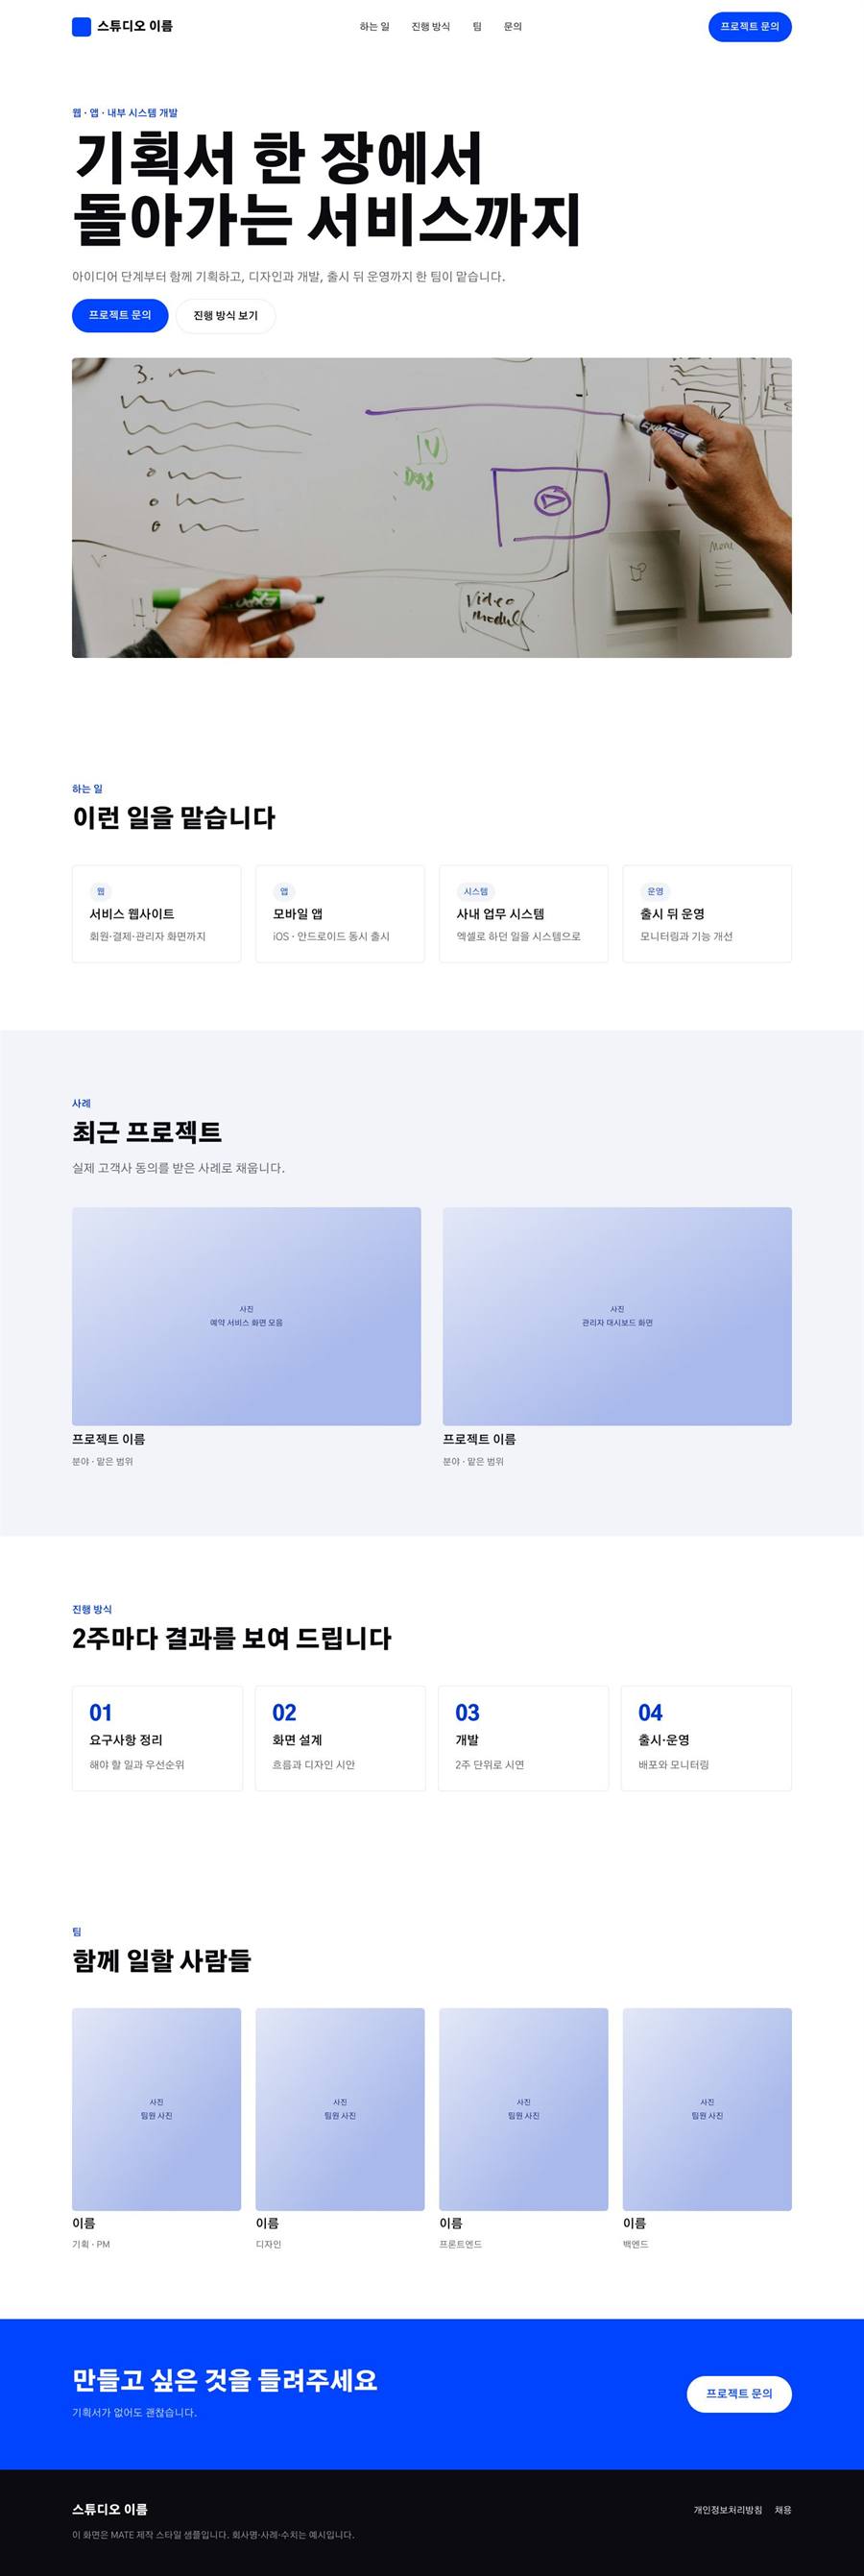 스튜디오 이름
하는 일
진행 방식
팀
문의
프로젝트 문의
웹 · 앱 · 내부 시스템 개발
기획서 한 장에서
돌아가는 서비스까지
아이디어 단계부터 함께 기획하고, 디자인과 개발, 출시 뒤 운영까지 한 팀이 맡습니다.
프로젝트 문의
진행 방식 보기
3.
Video
module
Menu
하는 일
이런 일을 맡습니다
웹
서비스 웹사이트
회원·결제·관리자 화면까지
앱
모바일 앱
iOS · 안드로이드 동시 출시
시스템
사내 업무 시스템
엑셀로 하던 일을 시스템으로
운영
출시 뒤 운영
모니터링과 기능 개선
사례
최근 프로젝트
실제 고객사 동의를 받은 사례로 채웁니다.
사진
예약 서비스 화면 모음
프로젝트 이름
분야 · 맡은 범위
사진
관리자 대시보드 화면
프로젝트 이름
분야 · 맡은 범위
진행 방식
2주마다 결과를 보여 드립니다
01
요구사항 정리
해야 할 일과 우선순위
02
화면 설계
흐름과 디자인 시안
03
개발
2주 단위로 시연
04
출시·운영
배포와 모니터링
팀
함께 일할 사람들
사진
팀원 사진
이름
기획 · PM
사진
팀원 사진
이름
디자인
사진
팀원 사진
이름
프론트엔드
사진
팀원 사진
이름
백엔드
만들고 싶은 것을 들려주세요
기획서가 없어도 괜찮습니다.
프로젝트 문의
스튜디오 이름
이 화면은 MATE 제작 스타일 샘플입니다. 회사명·사례·수치는 예시입니다.
개인정보처리방침
채용